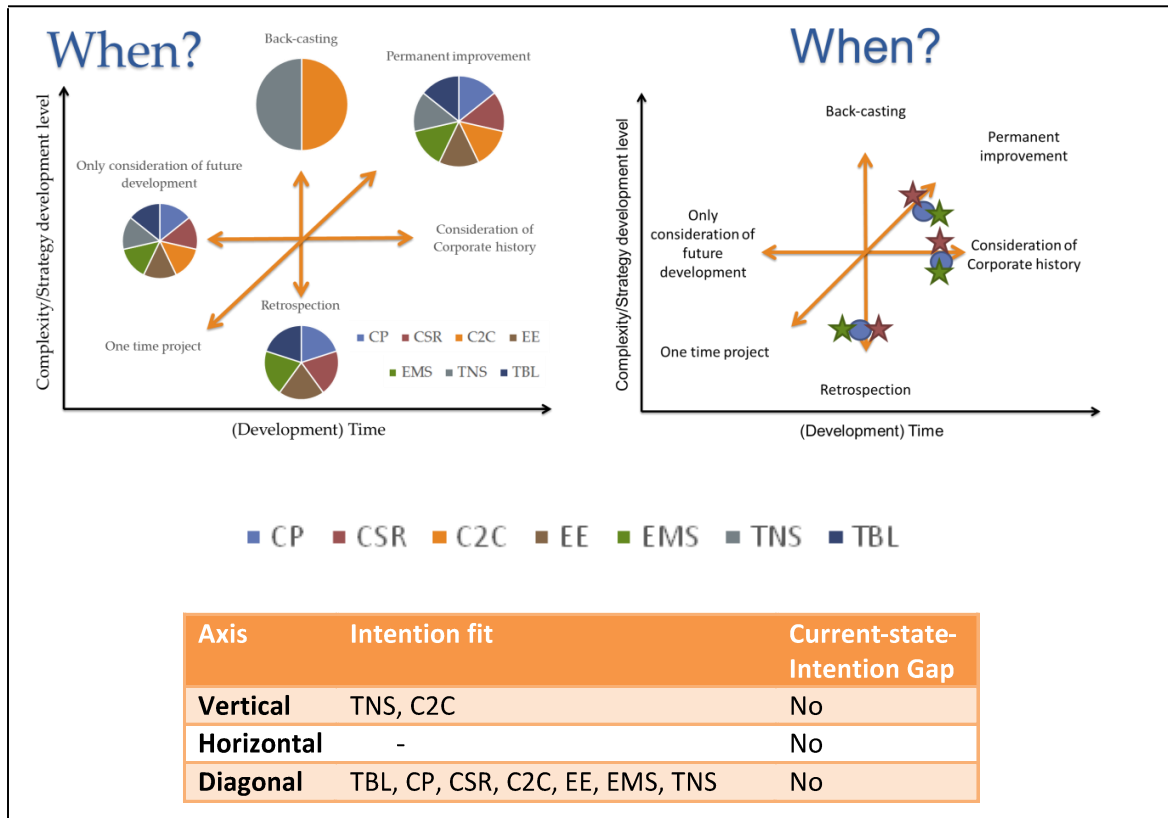 When?
Back-casting
Permanent improvement
Only consideration of future
development
Consideration of
Corporate history
Retrospection
One time project
CP CSR C2C EE
EMS TNS TBL
Complexity/Strategy development level
(Development) Time
When?
Back-casting
Permanent
improvement
Only
consideration of
future
development
Consideration of
Corporate history
One time project
Retrospection
Complexity/Strategy development level
(Development) Time
CP CSR C2C EE EMS TNS TBL
Axis Intention fit Current-state-
Intention Gap
Vertical TNS, C2C No
Horizontal - No
Diagonal TBL, CP, CSR, C2C, EE, EMS, TNS No